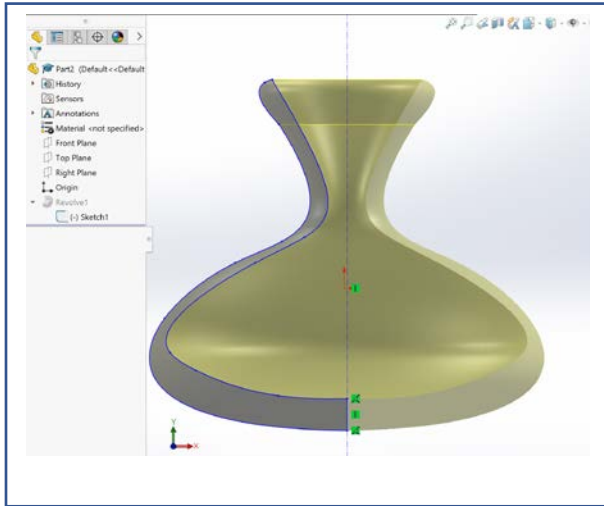 Part2 (Default<<Default
History
Sensors
Annotations
Material <not specified>
Front Plane
Top Plane
Right Plane
Origin
Revolve1
(-) Sketch1
Y
X